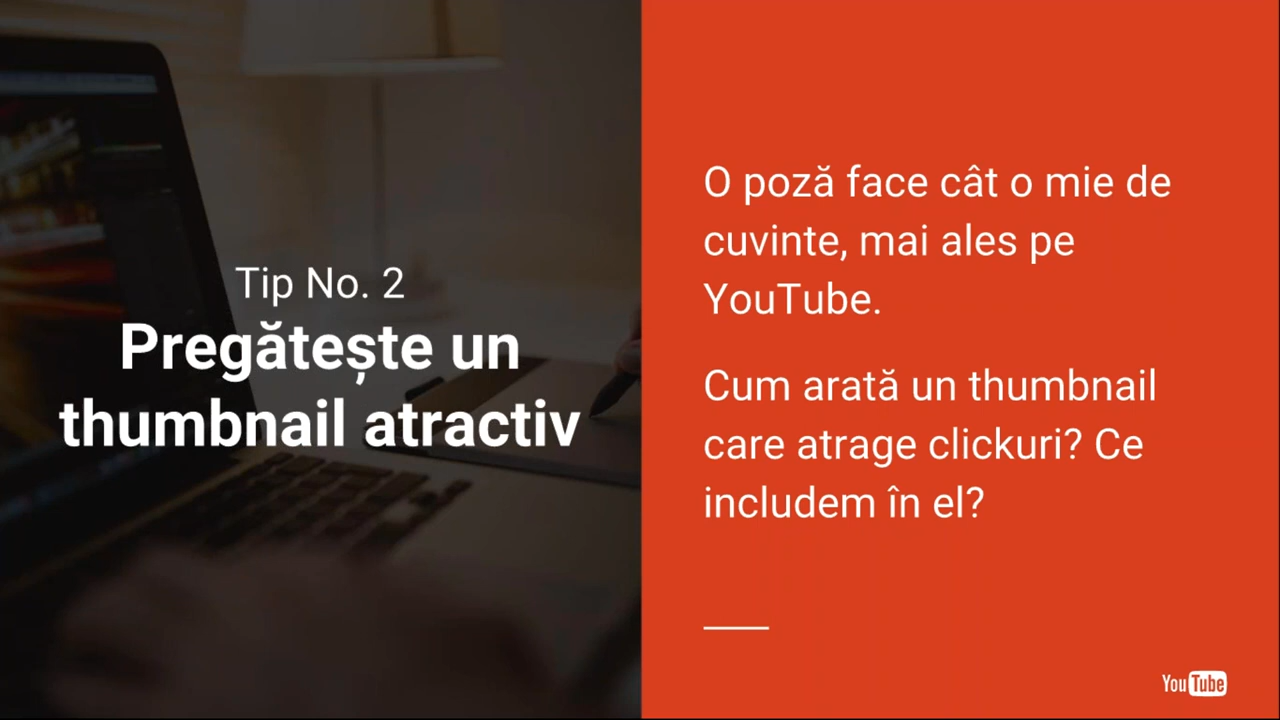 Tip No. 2
Pregătește un
thumbnail atractiv
O poză face cât o mie de
cuvinte, mai ales pe
YouTube.
Cum arată un thumbnail
care atrage clickuri? Ce
includem în el?
YouTube